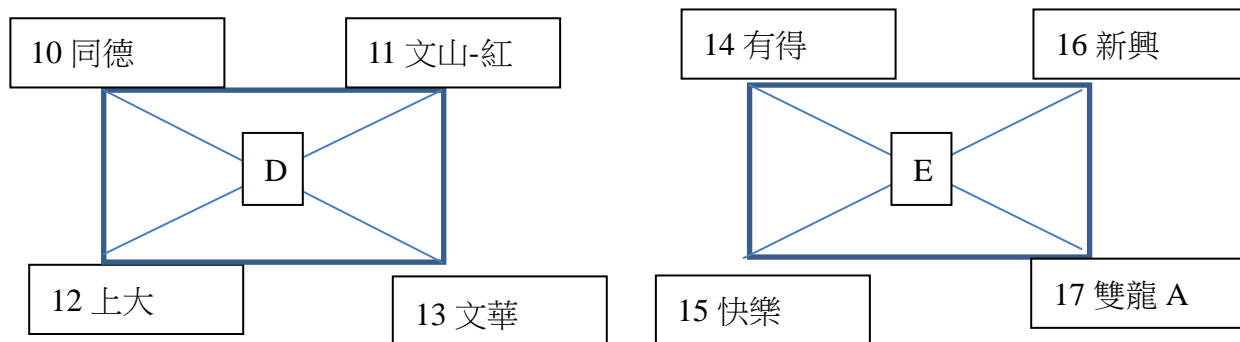 10 同德
11 文山-紅
D
12 上大
13 文華
14 有得
16 新興
E
15 快樂
17 雙龍 A